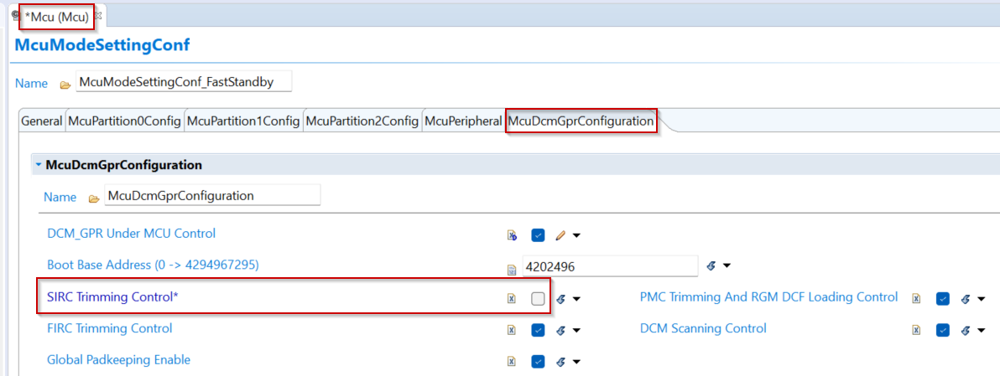 *Mcu (Mcu)
McuModeSettingConf
Name McuModeSettingConf_FastStandby
General McuPartition0Config McuPartition1Config McuPartition2Config McuPeripheral McuDcmGprConfiguration
McuDcmGprConfiguration
Name McuDcmGprConfiguration
DCM_GPR Under MCU Control
Boot Base Address (0 -> 4294967295) 4202496
SIRC Trimming Control* PMC Trimming And RGM DCF Loading Control
FIRC Trimming Control DCM Scanning Control
Global Padkeeping Enable